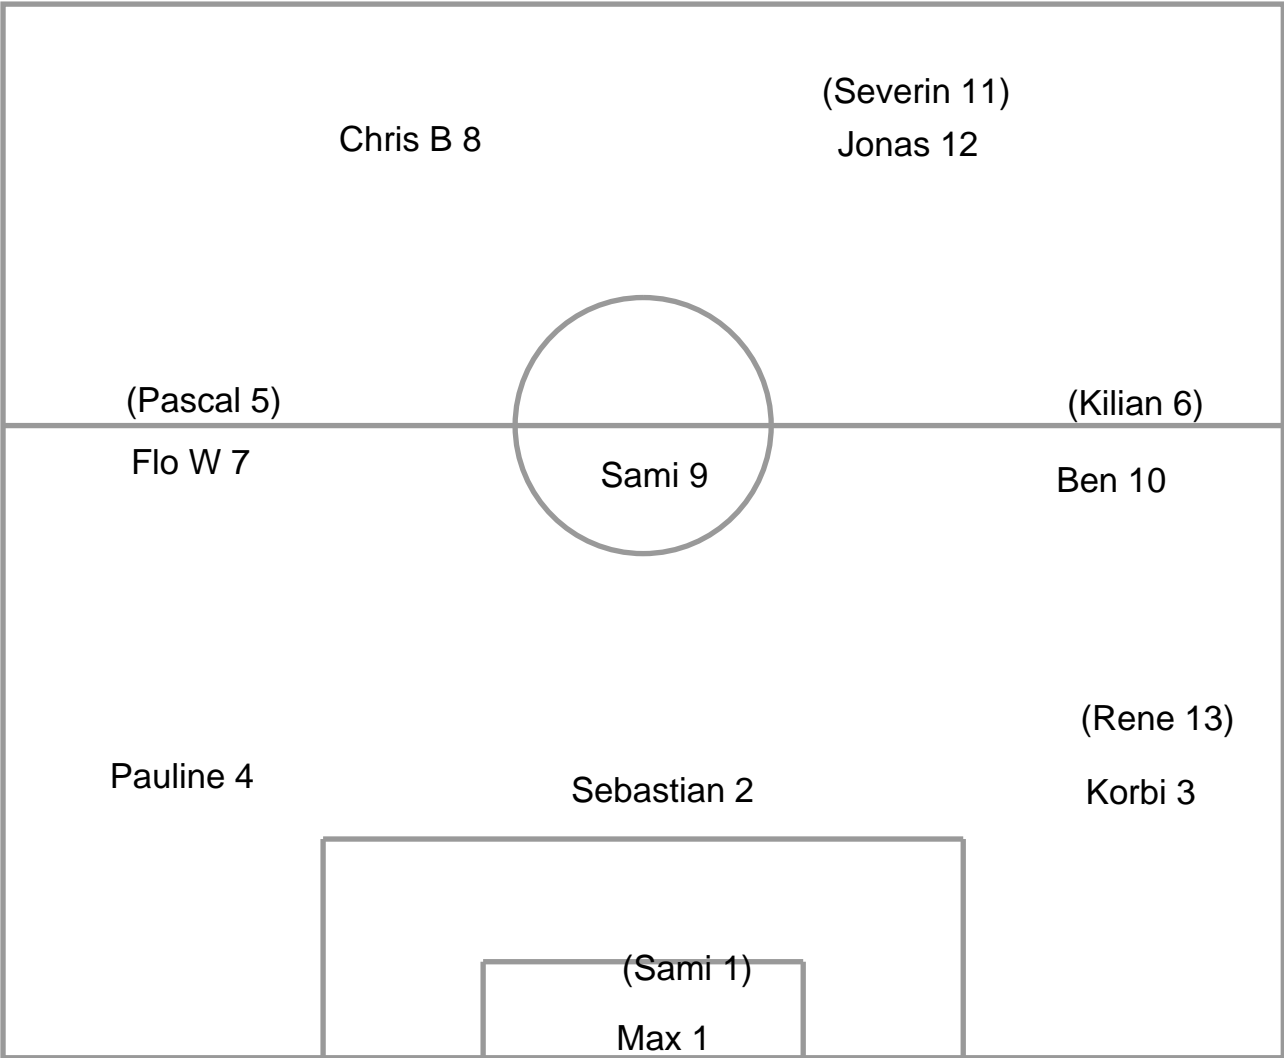 (Severin 11)
Chris B 8
Jonas 12
(Pascal 5)
(Kilian 6)
Flo W 7
Sami 9
Ben 10
(Rene 13)
Pauline 4
Sebastian 2
Korbi 3
(Sami 1)
Max 1